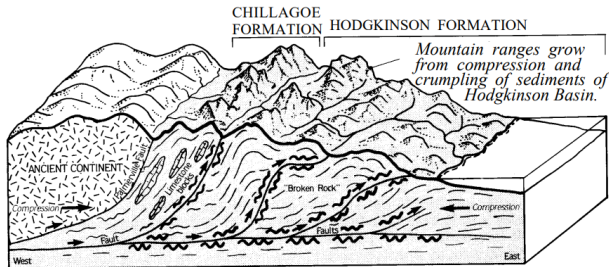 CHILLAGOE
FORMATION
HODGKINSON FORMATION
Mountain ranges grow
from compression and
crumpling of sediments of
Hodgkinson Basin.
ANCIENT CONTINENT
Palmerville Fault
Limestone
blocks
"Broken Rock"
Compression
Compression
Fault
Faults
West
East